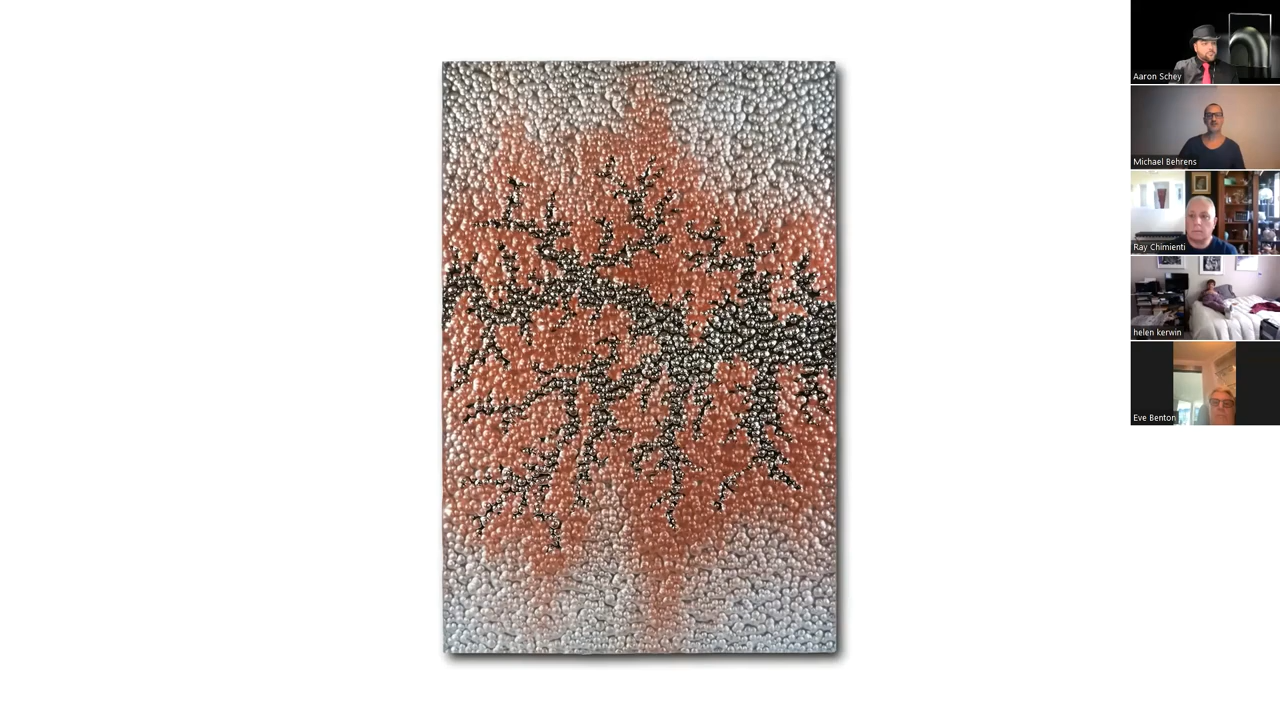 Aaron Schey
Michael Behrens
Ray Chimienti
helen kerwin
Eve Benton